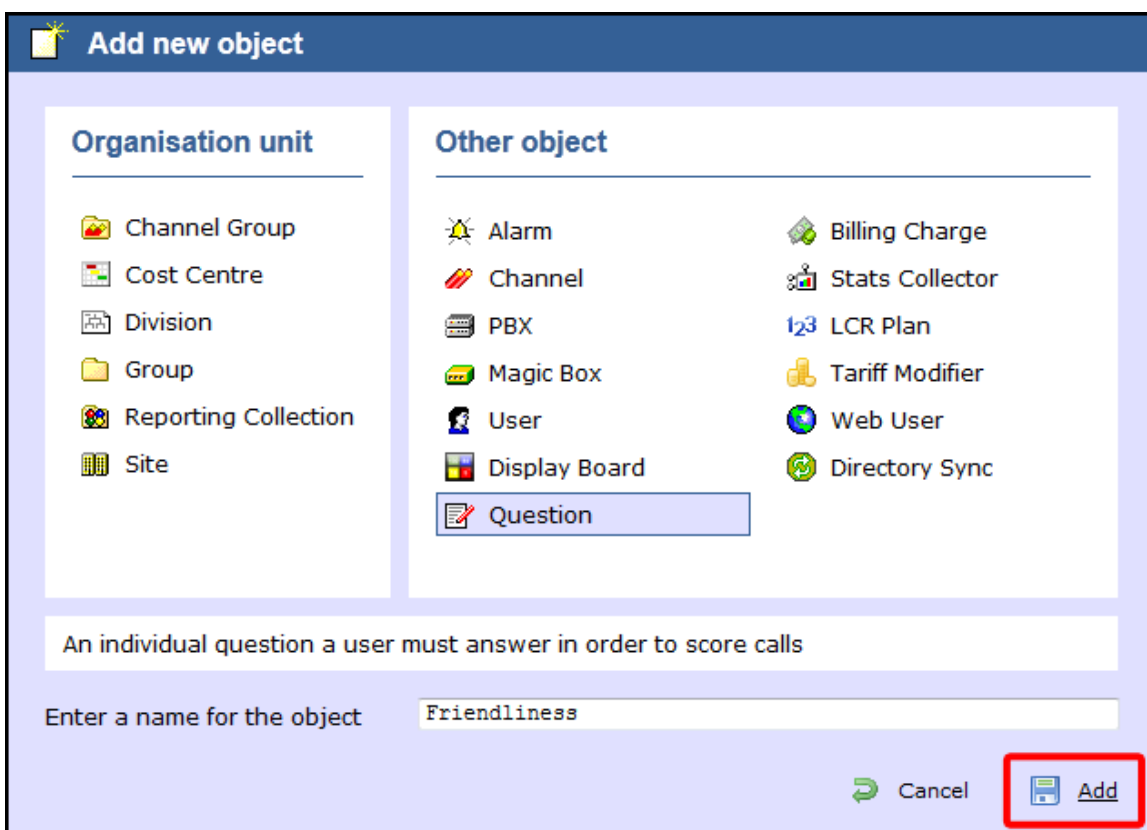 Add new object
Organisation unit
Channel Group
Cost Centre
Division
Group
Reporting Collection
Site
Other object
Alarm
Channel
PBX
Magic Box
User
Display Board
Question
Billing Charge
Stats Collector
123 LCR Plan
Tariff Modifier
Web User
Directory Sync
An individual question a user must answer in order to score calls
Enter a name for the object Friendliness
Cancel Add